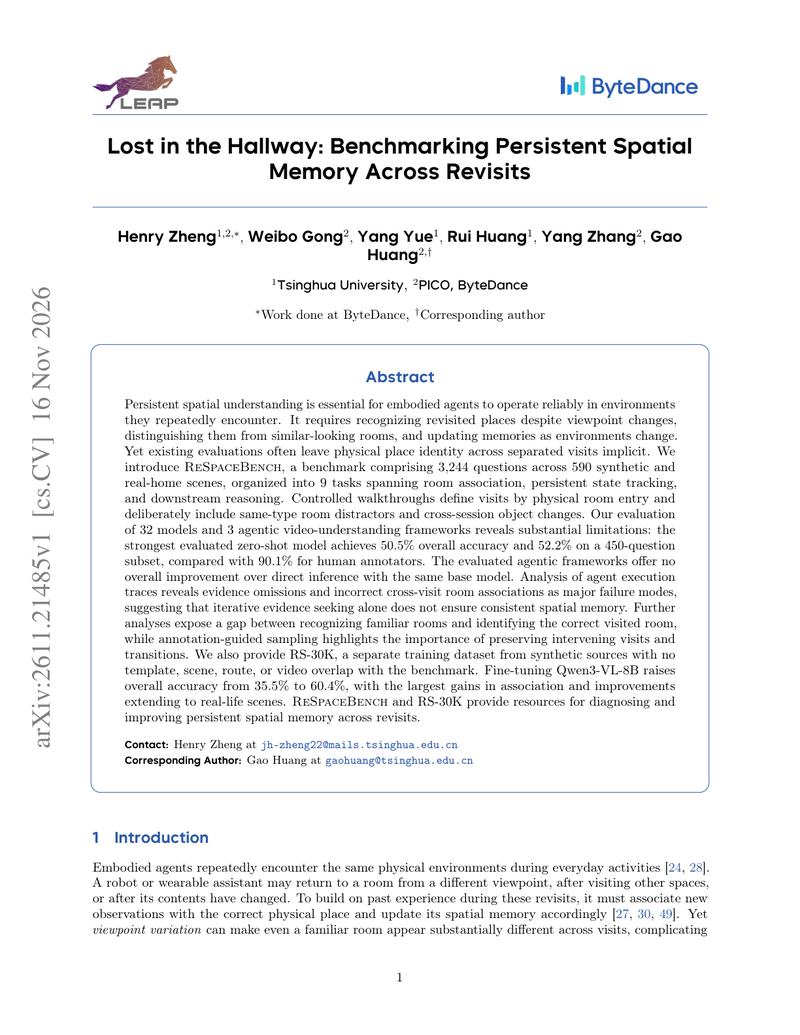 LEAP
ByteDance
Lost in the Hallway: Benchmarking Persistent Spatial
Memory Across Revisits
Henry Zheng1,2,∗, Weibo Gong2, Yang Yue1, Rui Huang1, Yang Zhang2, Gao
Huang2,†
1Tsinghua University, 2PICO, ByteDance
∗Work done at ByteDance, †Corresponding author
arXiv:2611.21485v1 [cs.CV] 16 Nov 2026
Abstract
Persistent spatial understanding is essential for embodied agents to operate reliably in environments
they repeatedly encounter. It requires recognizing revisited places despite viewpoint changes,
distinguishing them from similar-looking rooms, and updating memories as environments change.
Yet existing evaluations often leave physical place identity across separated visits implicit. We
introduce RESPACEBENCH, a benchmark comprising 3,244 questions across 590 synthetic and
real-home scenes, organized into 9 tasks spanning room association, persistent state tracking,
and downstream reasoning. Controlled walkthroughs define visits by physical room entry and
deliberately include same-type room distractors and cross-session object changes. Our evaluation
of 32 models and 3 agentic video-understanding frameworks reveals substantial limitations: the
strongest evaluated zero-shot model achieves 50.5% overall accuracy and 52.2% on a 450-question
subset, compared with 90.1% for human annotators. The evaluated agentic frameworks offer no
overall improvement over direct inference with the same base model. Analysis of agent execution
traces reveals evidence omissions and incorrect cross-visit room associations as major failure modes,
suggesting that iterative evidence seeking alone does not ensure consistent spatial memory. Further
analyses expose a gap between recognizing familiar rooms and identifying the correct visited room,
while annotation-guided sampling highlights the importance of preserving intervening visits and
transitions. We also provide RS-30K, a separate training dataset from synthetic sources with no
template, scene, route, or video overlap with the benchmark. Fine-tuning Qwen3-VL-8B raises
overall accuracy from 35.5% to 60.4%, with the largest gains in association and improvements
extending to real-life scenes. RESPACEBENCH and RS-30K provide resources for diagnosing and
improving persistent spatial memory across revisits.
Contact: Henry Zheng at jh-zheng22@mails.tsinghua.edu.cn
Corresponding Author: Gao Huang at gaohuang@tsinghua.edu.cn
1 Introduction
Embodied agents repeatedly encounter the same physical environments during everyday activities [24, 28].
A robot or wearable assistant may return to a room from a different viewpoint, after visiting other spaces,
or after its contents have changed. To build on past experience during these revisits, it must associate new
observations with the correct physical place and update its spatial memory accordingly [27, 30, 49]. Yet
viewpoint variation can make even a familiar room appear substantially different across visits, complicating
1